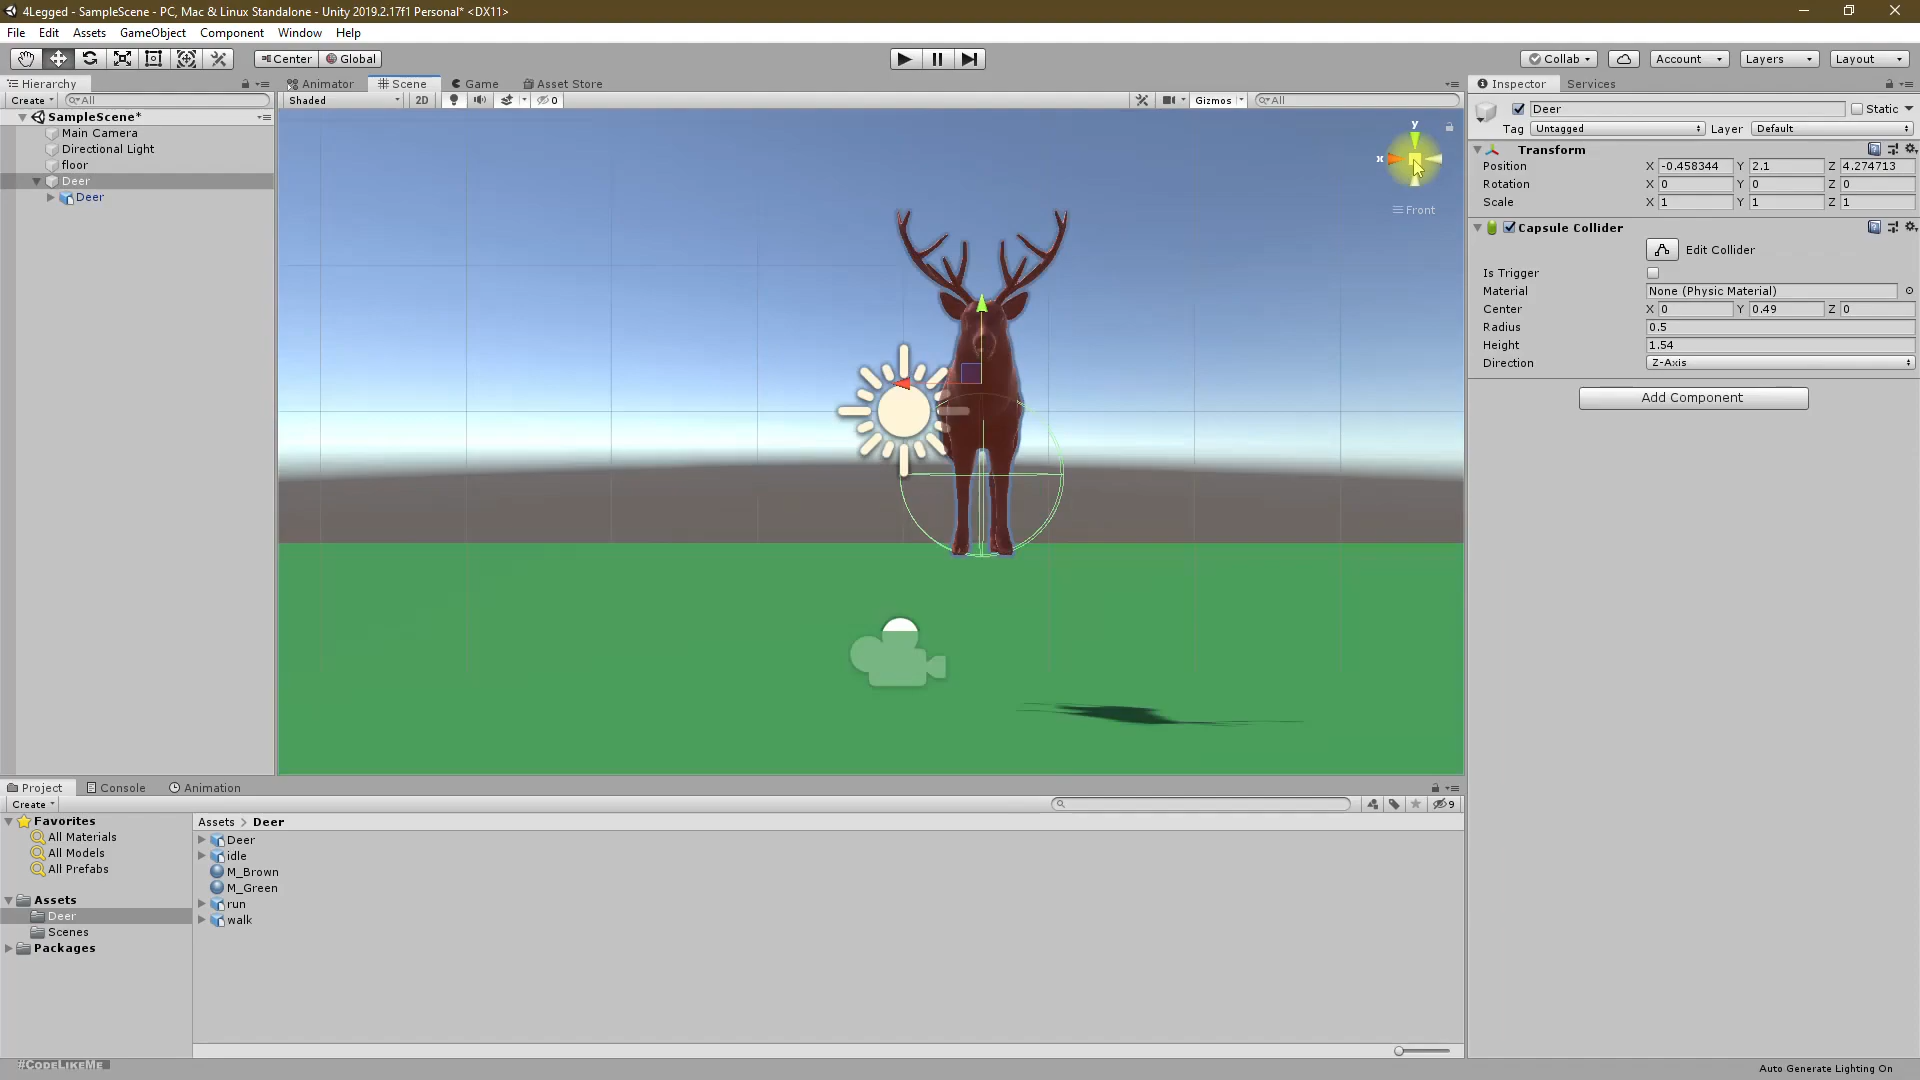 4Legged - SampleScene - PC, Mac & Linux Standalone - Unity 2019.2.17f1 Personal* <DX11>
File Edit Assets GameObject Component Window Help
Center Global Collab Account Layers Layout
Hierarchy
Create All
SampleScene*
Main Camera
Directional Light
floor
Deer
Deer
Animator Scene Game Asset Store
Shaded 2D 0 Gizmos All
y
x
Front
Inspector Services
Deer Static
Tag Untagged Layer Default
Transform
Position X -0.458344 Y 2.1 Z 4.274713
Rotation X 0 Y 0 Z 0
Scale X 1 Y 1 Z 1
Capsule Collider
Edit Collider
Is Trigger
Material None (Physic Material)
Center X 0 Y 0.49 Z 0
Radius 0.5
Height 1.54
Direction Z-Axis
Add Component
Project Console Animation
Create 9
Favorites
All Materials
All Models
All Prefabs
Assets
Deer
Scenes
Packages
Assets > Deer
Deer
idle
M_Brown
M_Green
run
walk
#CodeLikeMe
Auto Generate Lighting On